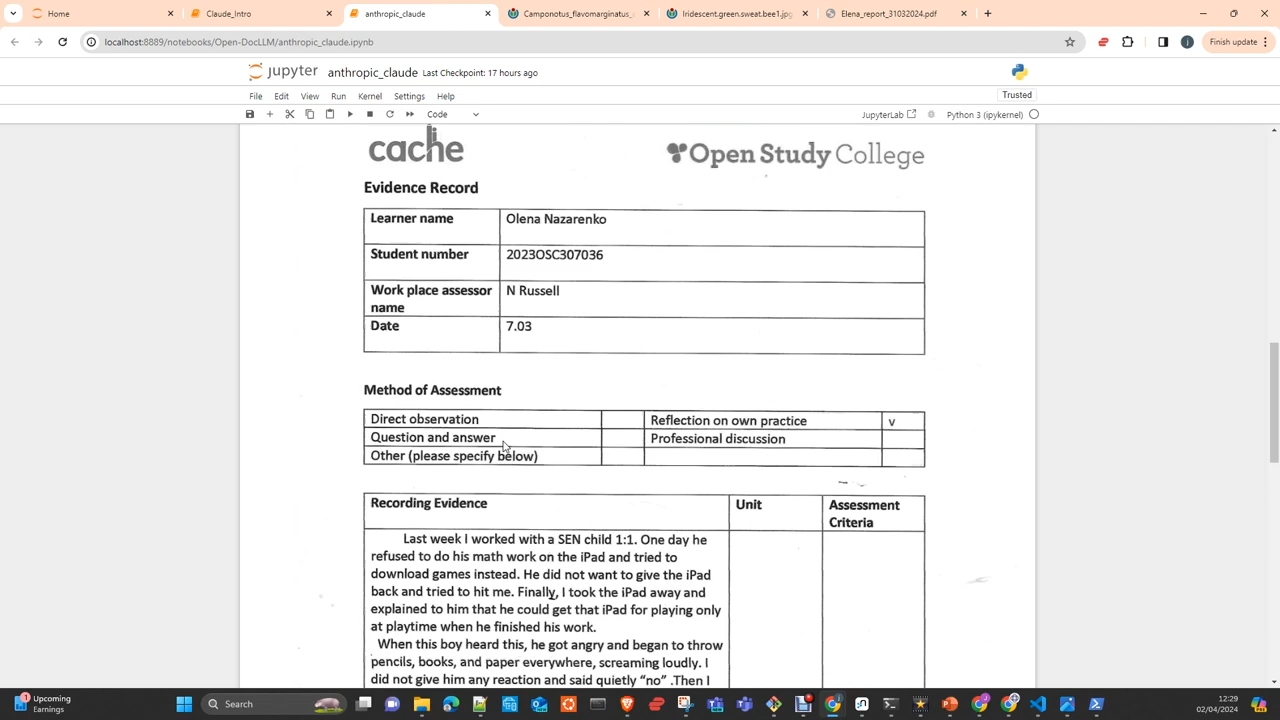 Home
Claude_Intro
anthropic_claude
Camponotus_flavomarginatus_
Iridescent.green.sweat.bee1.jpg
Elena_report_31032024.pdf
localhost:8889/notebooks/Open-DocLLM/anthropic_claude.ipynb
Finish update
jupyter anthropic_claude Last Checkpoint: 17 hours ago
File Edit View Run Kernel Settings Help
Trusted
Code
JupyterLab
Python 3 (ipykernel)
cache
Open Study College
Evidence Record
Learner name Olena Nazarenko
Student number 2023OSC307036
Work place assessor N Russell
name
Date 7.03
Method of Assessment
Direct observation Reflection on own practice v
Question and answer Professional discussion
Other (please specify below)
Recording Evidence Unit Assessment
Criteria
Last week I worked with a SEN child 1:1. One day he
refused to do his math work on the iPad and tried to
download games instead. He did not want to give the iPad
back and tried to hit me. Finally, I took the iPad away and
explained to him that he could get that iPad for playing only
at playtime when he finished his work.
When this boy heard this, he got angry and began to throw
pencils, books, and paper everywhere, screaming loudly. I
did not give him any reaction and said quietly “no” .Then I
Upcoming
Earnings
Search
12:29
02/04/2024